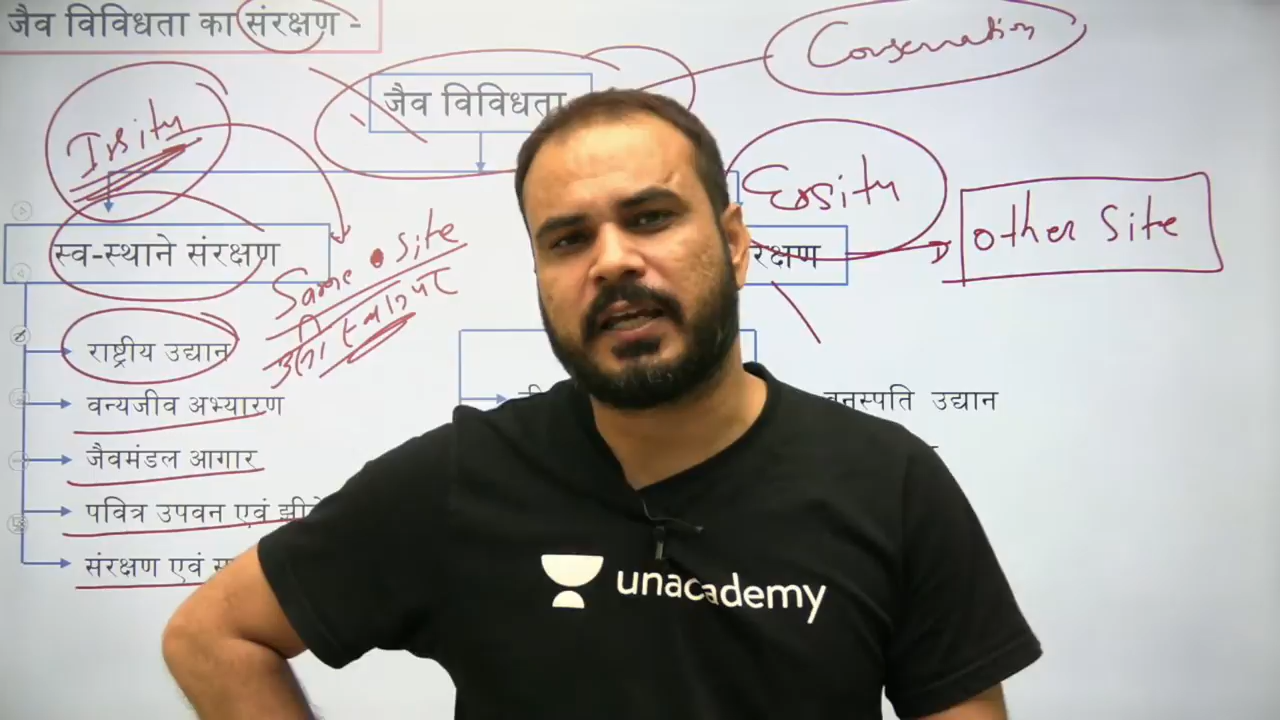 जैव विविधता का संरक्षण -
Conservation
जैव विविधता
Insitu
Exsitu
स्व-स्थाने संरक्षण
Same Site
रक्षण
other Site
राष्ट्रीय उद्यान
वन्यजीव अभ्यारण
वनस्पति उद्यान
जैवमंडल आगार
पवित्र उपवन एवं
संरक्षण एवं
unacademy